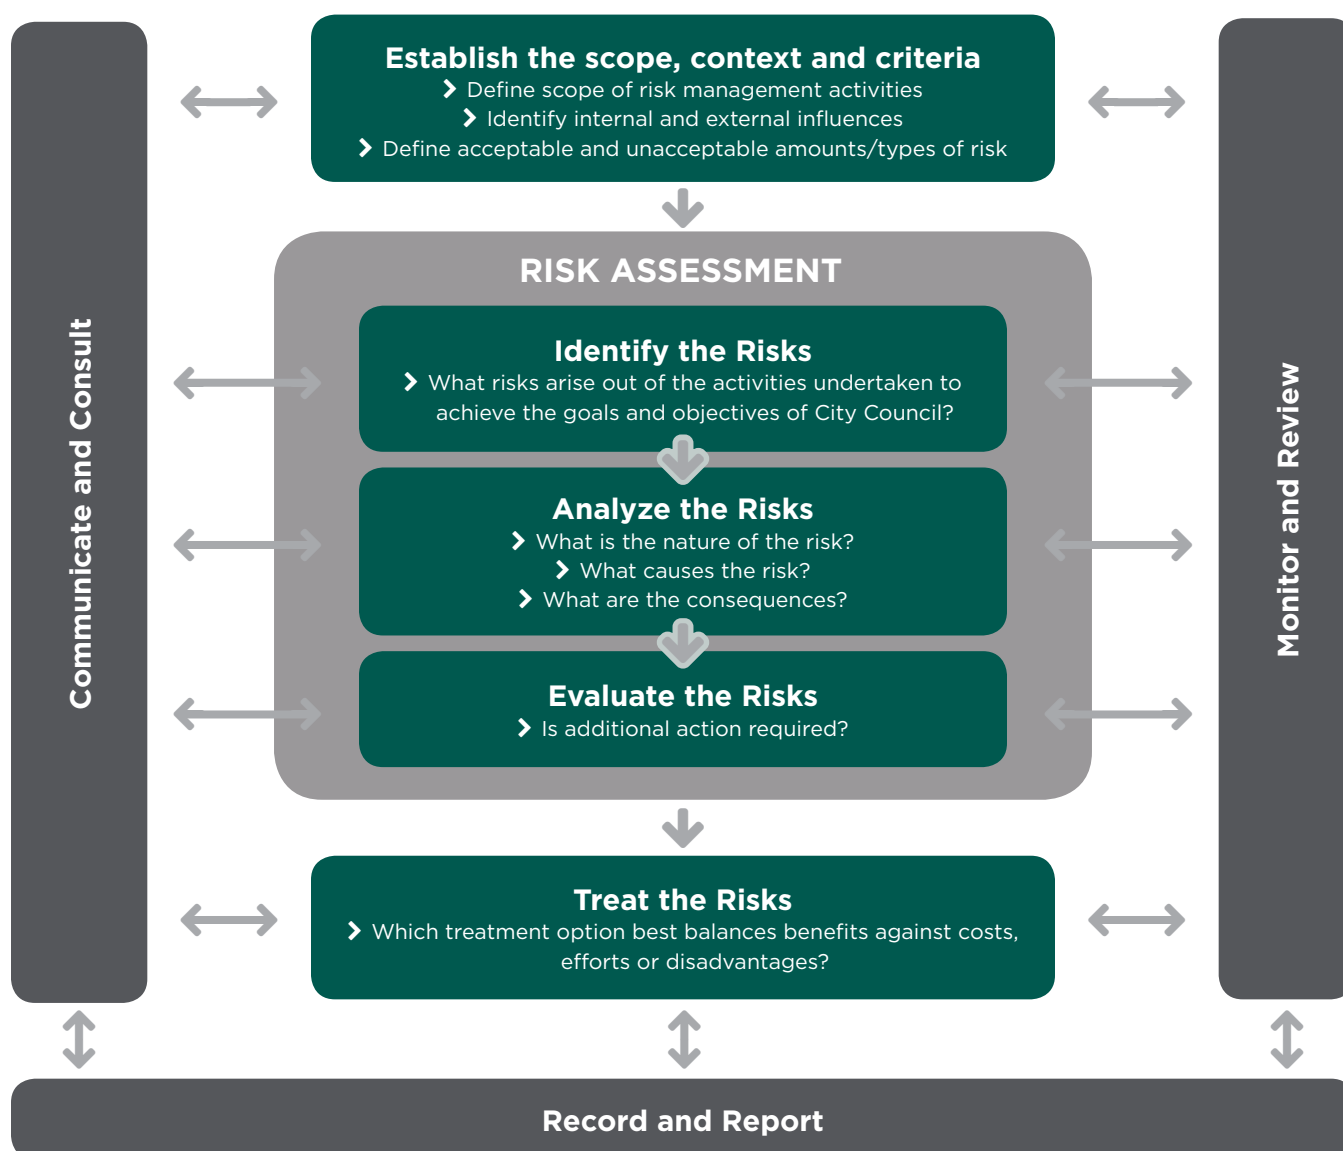 Establish the scope, context and criteria
Define scope of risk management activities
Identify internal and external influences
Define acceptable and unacceptable amounts/types of risk
RISK ASSESSMENT
Identify the Risks
What risks arise out of the activities undertaken to
achieve the goals and objectives of City Council?
Analyze the Risks
What is the nature of the risk?
What causes the risk?
What are the consequences?
Evaluate the Risks
Is additional action required?
Treat the Risks
Which treatment option best balances benefits against costs,
efforts or disadvantages?
Communicate and Consult
Monitor and Review
Record and Report